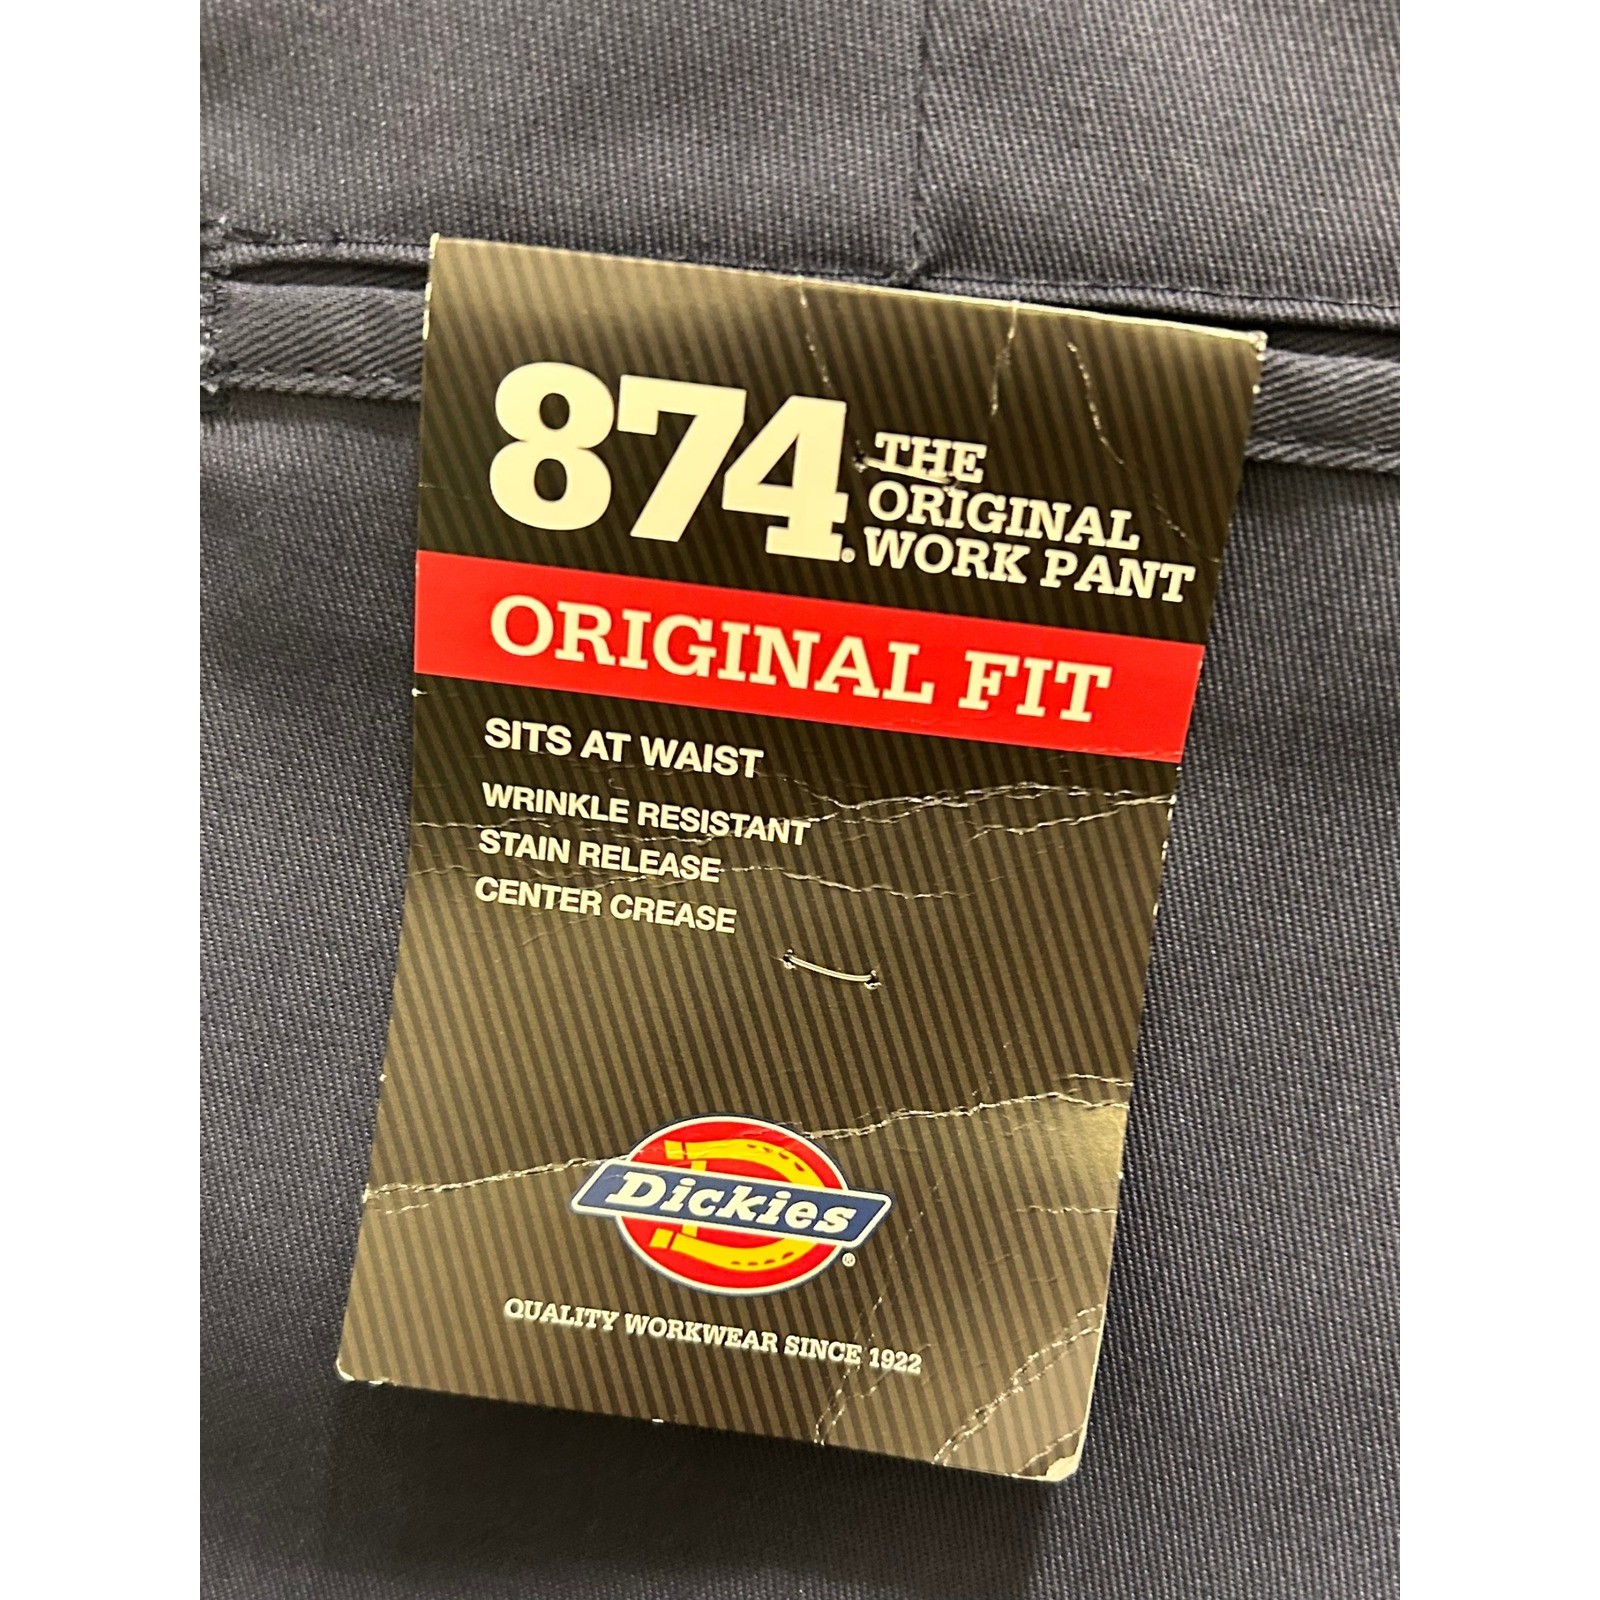 874®
THE
ORIGINAL
WORK PANT
ORIGINAL FIT
SITS AT WAIST
WRINKLE RESISTANT
STAIN RELEASE
CENTER CREASE
Dickies®
QUALITY WORKWEAR SINCE 1922